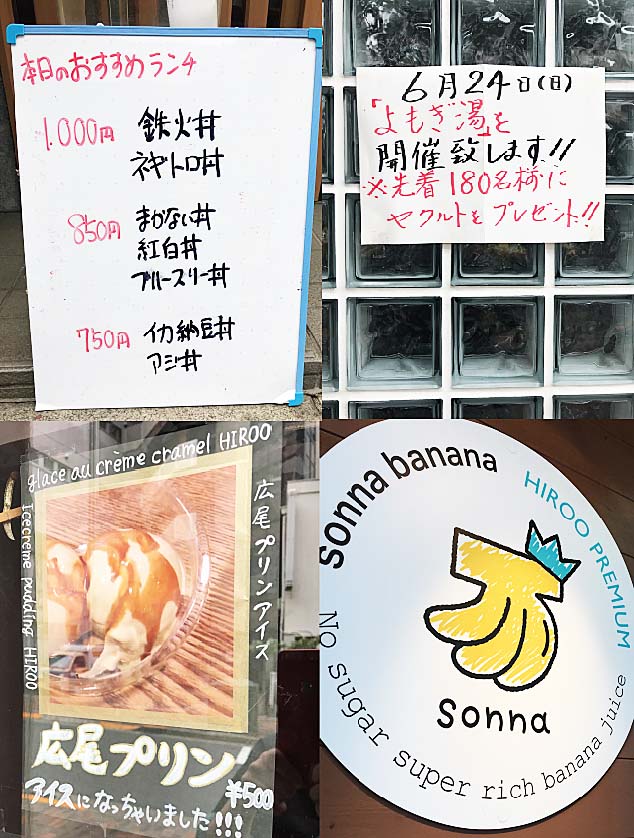 本日のおすすめランチ
1.000円 鉄火丼
ネギトロ丼
850円 まかない丼
紅白丼
ブルースリー丼
750円 イカ納豆丼
アジ丼
6月24日(日)
「よもぎ湯」を
開催致します!!
※先着180名様に
ヤクルトをプレゼント!!
glace au crème cramel HIROO
Icecreme pudding HIROO
広尾プリンアイス
広尾プリン
¥500
アイスになっちゃいました!!!
sonna banana
HIROO PREMIUM
sonna
No sugar super rich banana juice